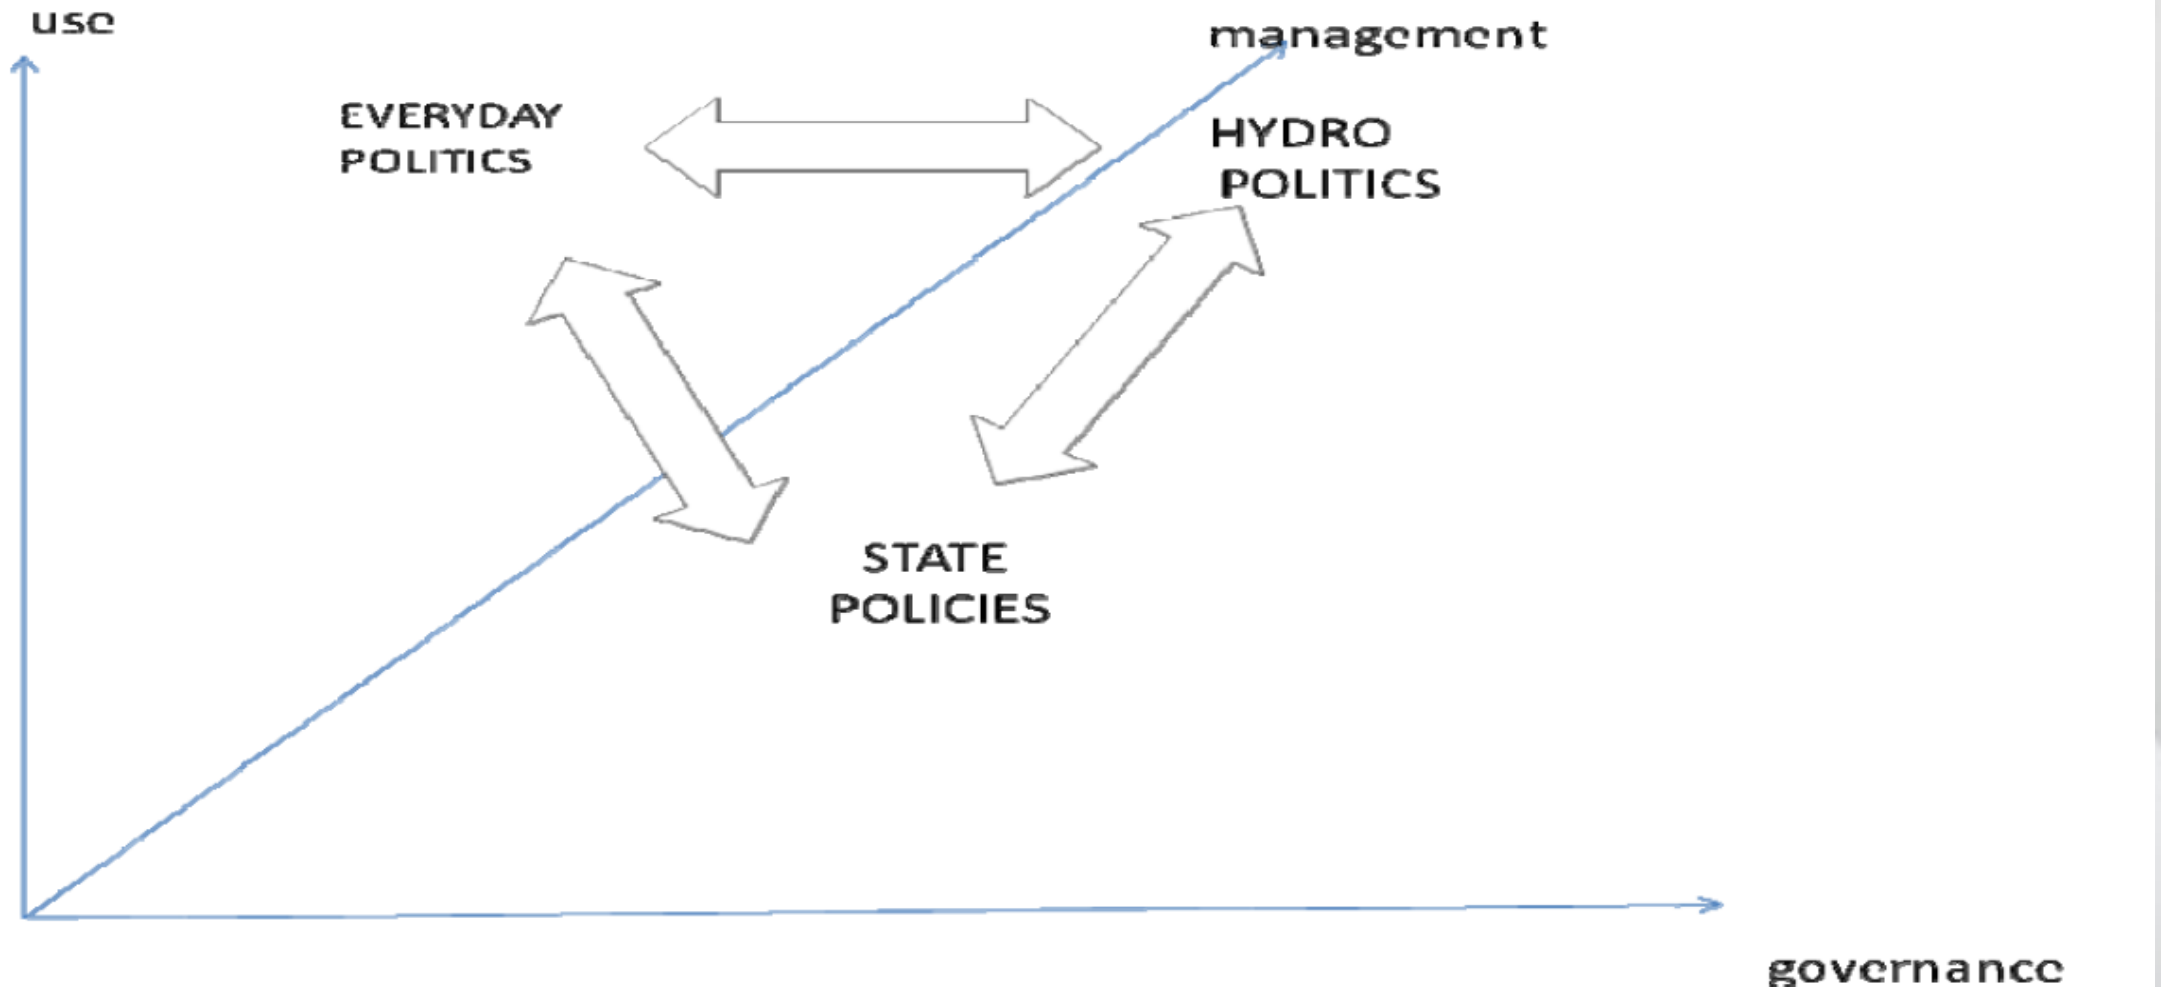 use
management
EVERYDAY
POLITICS
HYDRO
POLITICS
STATE
POLICIES
governance